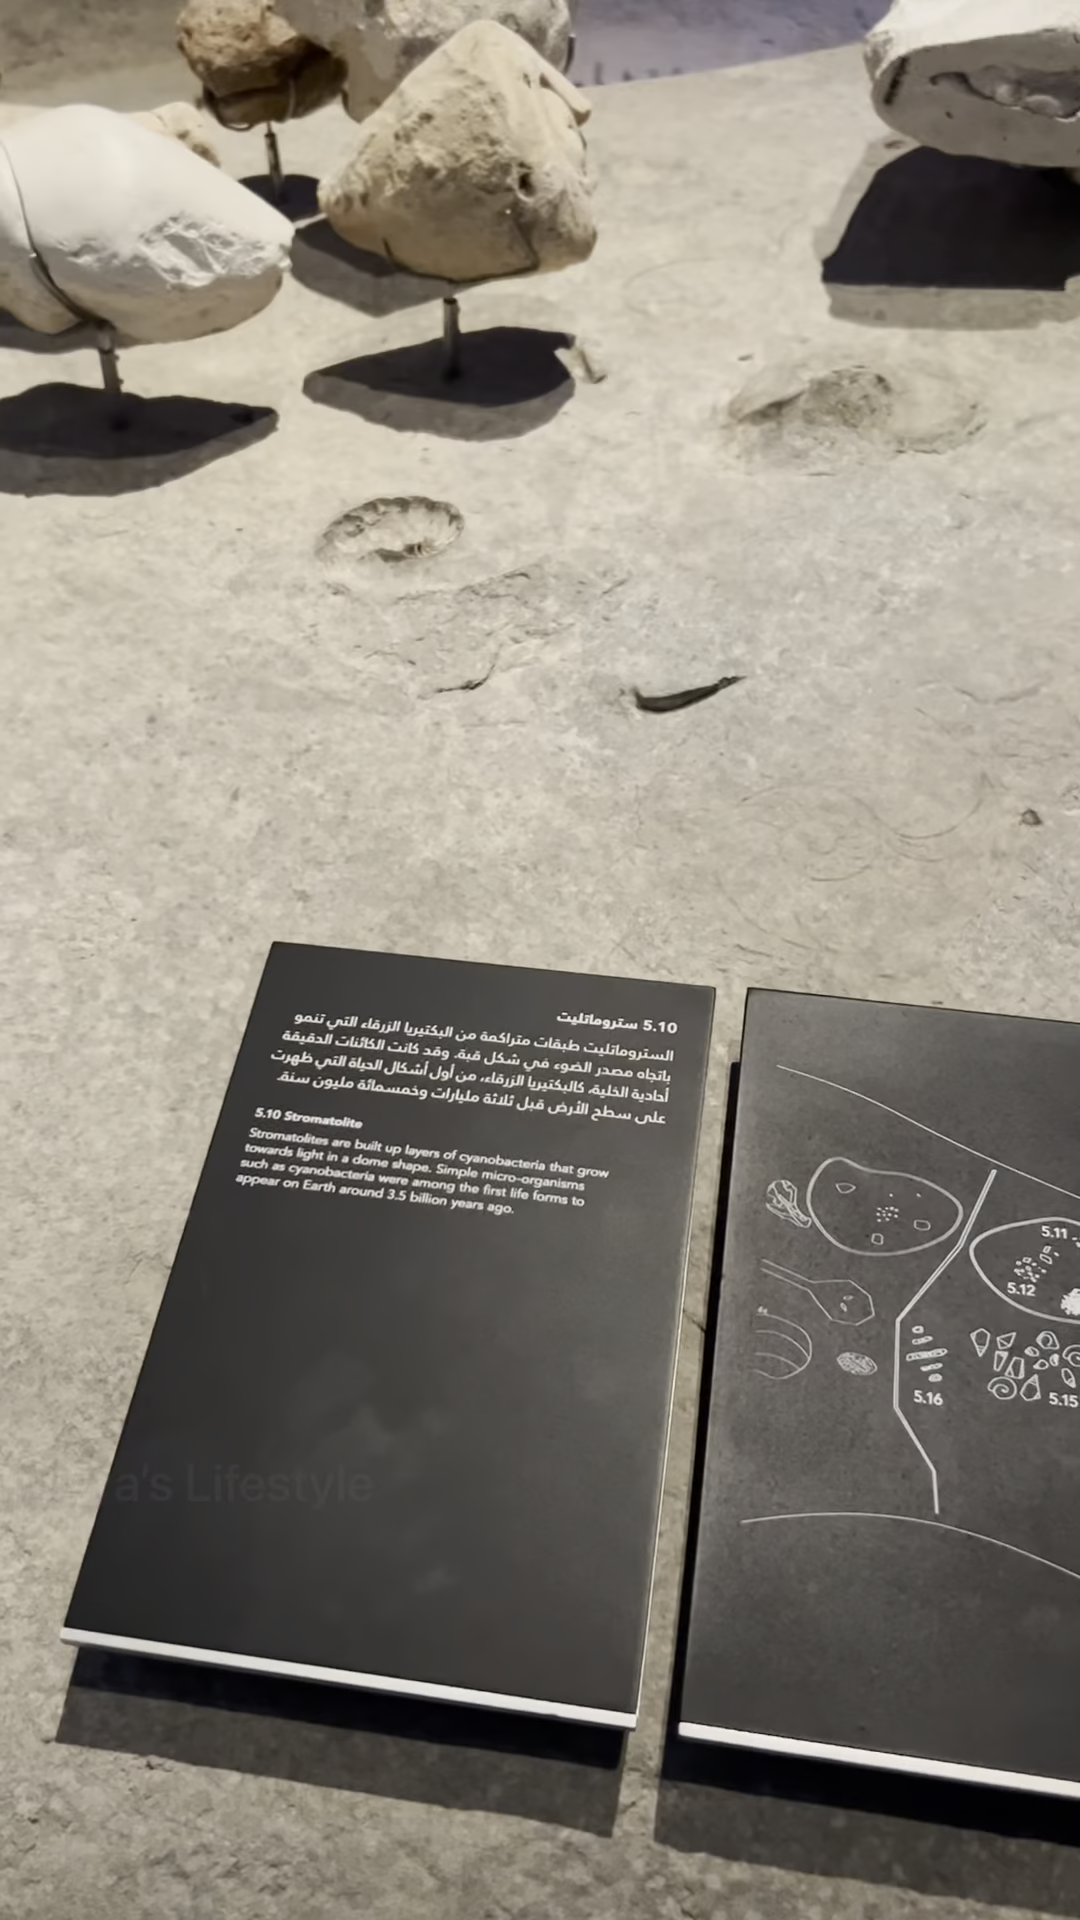 5.10 ستروماتليت
الستروماتليت طبقات متراكمة من البكتيريا الزرقاء التي تنمو
باتجاه مصدر الضوء في شكل قبة. وقد كانت الكائنات الدقيقة
أحادية الخلية، كالبكتيريا الزرقاء، من أول أشكال الحياة التي ظهرت
على سطح الأرض قبل ثلاثة مليارات وخمسمائة مليون سنة.
5.10 Stromatolite
Stromatolites are built up layers of cyanobacteria that grow
towards light in a dome shape. Simple micro-organisms
such as cyanobacteria were among the first life forms to
appear on Earth around 3.5 billion years ago.
5.11
5.12
5.16
5.15
a's Lifestyle